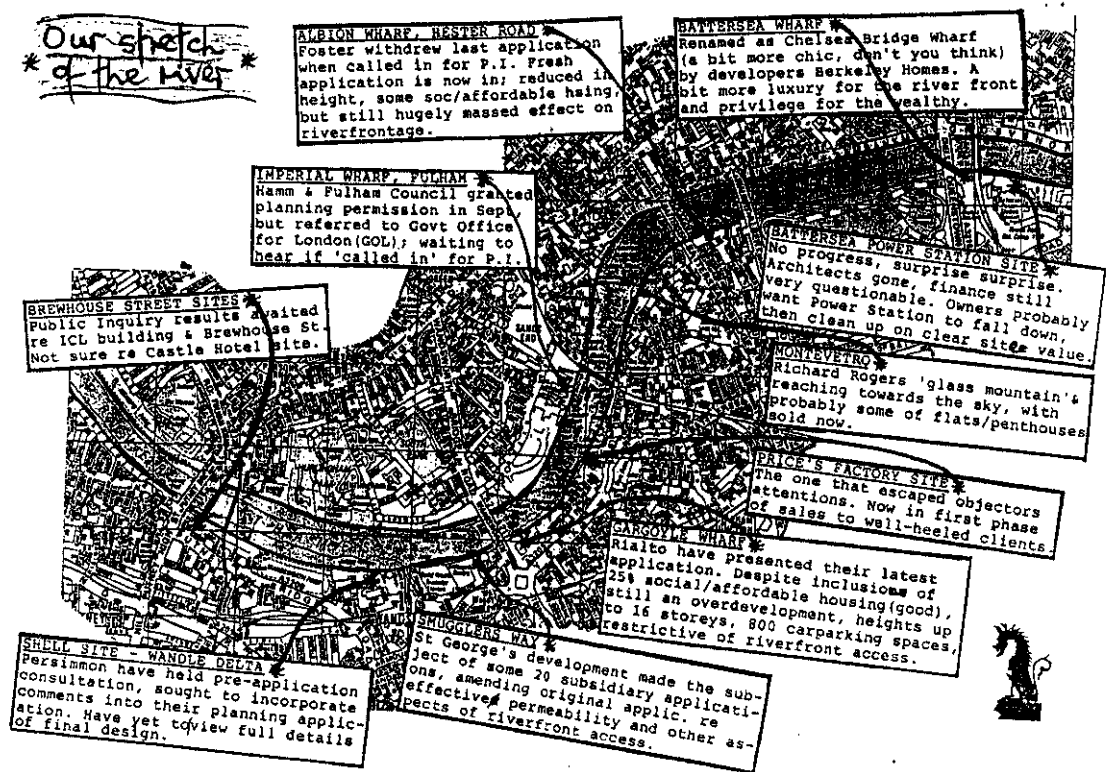 Our stretch
* of the river *
ALBION WHARF, HESTER ROAD *
Foster withdrew last application
when called in for P.I. Fresh
application is now in; reduced in
height, some soc/affordable hsing,
but still hugely massed effect on
riverfrontage.
BATTERSEA WHARF *
Renamed as Chelsea Bridge Wharf
(a bit more chic, don't you think)
by developers Berkeley Homes. A
bit more luxury for the river front
and privilege for the wealthy.
IMPERIAL WHARF, FULHAM *
Hamm & Fulham Council granted
planning permission in Sept,
but referred to Govt Office
for London(GOL); waiting to
hear if 'called in' for P.I.
BATTERSEA POWER STATION SITE *
No progress, surprise surprise.
Architects gone, finance still
very questionable. Owners probably
want Power Station to fall down,
then clean up on clear site value.
BREWHOUSE STREET SITES *
Public Inquiry results awaited
re ICL building & Brewhouse St.
Not sure re Castle Hotel site.
MONTEVETRO *
Richard Rogers 'glass mountain'
reaching towards the sky, with
probably some of flats/penthouses
sold now.
PRICE'S FACTORY SITE *
The one that escaped objectors
attentions. Now in first phase
of sales to well-heeled clients.
GARGOYLE WHARF *
Rialto have presented their latest
application. Despite inclusions of
25% social/affordable housing(good),
still an overdevelopment, heights up
to 16 storeys, 800 carparking spaces,
restrictive of riverfront access.
SHELL SITE - WANDLE DELTA *
Persimmon have held pre-application
consultation, sought to incorporate
comments into their planning applic-
ation. Have yet to view full details
of final design.
SMUGGLERS WAY *
St George's development made the sub-
ject of some 20 subsidiary applicati-
ons, amending original applic. re
effective permeability and other as-
pects of riverfront access.
SANDS
END